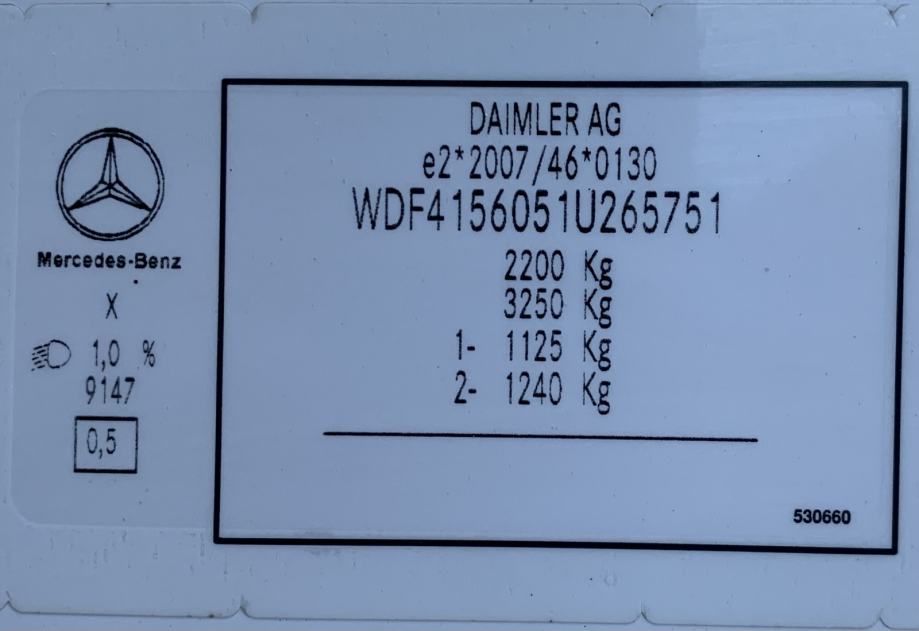 Mercedes-Benz
X
1,0 %
9147
0,5
DAIMLER AG
e2*2007/46*0130
WDF4156051U265751
2200 Kg
3250 Kg
1- 1125 Kg
2- 1240 Kg
530660